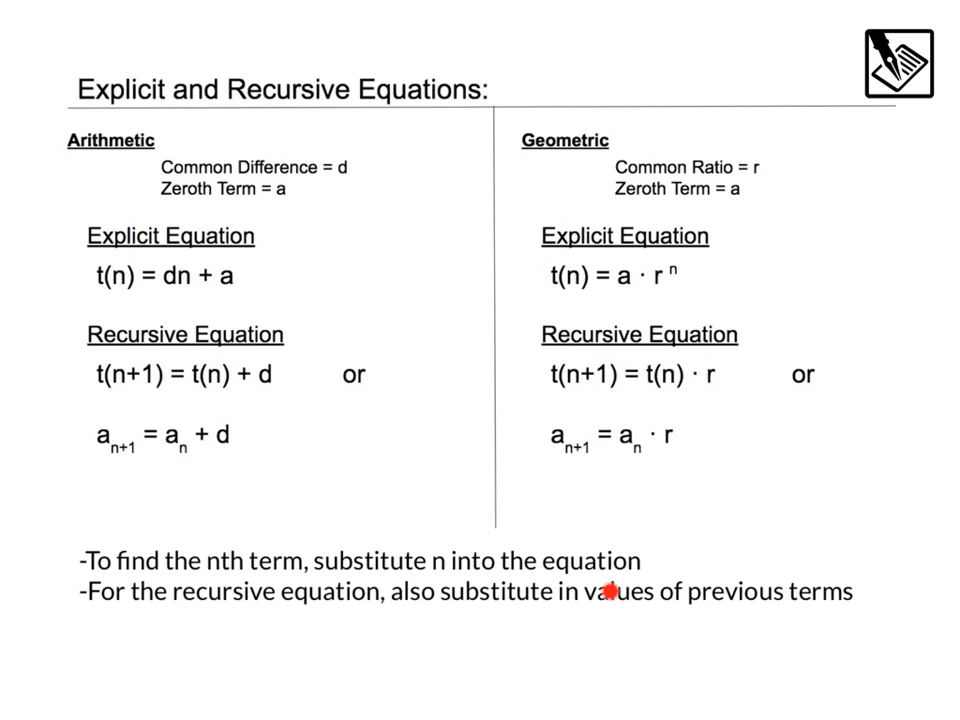 Explicit and Recursive Equations:
Arithmetic
Common Difference = d
Zeroth Term = a
Explicit Equation
t(n) = dn + a
Recursive Equation
t(n+1) = t(n) + d or
aₙ₊₁ = aₙ + d
Geometric
Common Ratio = r
Zeroth Term = a
Explicit Equation
t(n) = a · r ⁿ
Recursive Equation
t(n+1) = t(n) · r or
aₙ₊₁ = aₙ · r
-To find the nth term, substitute n into the equation
-For the recursive equation, also substitute in values of previous terms